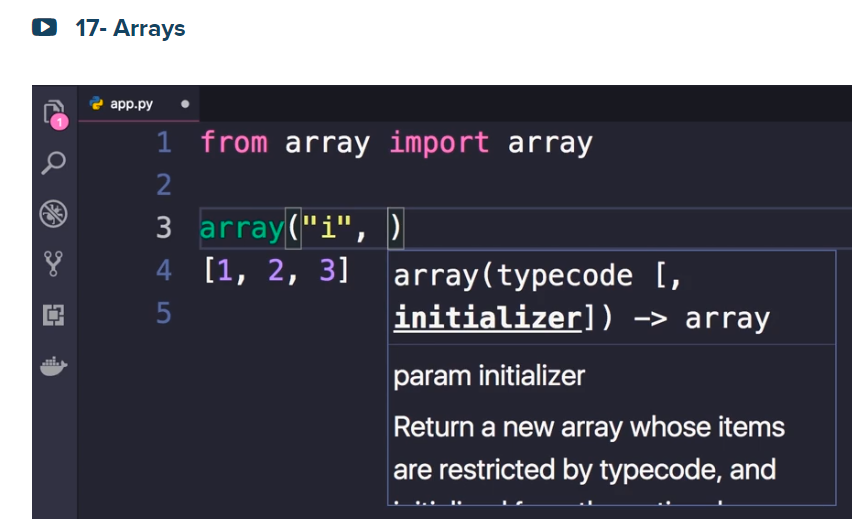 17- Arrays
app.py
1
1 from array import array
2
3 array("i", )
4 [1, 2, 3]
5
array(typecode [,
initializer]) -> array
param initializer
Return a new array whose items
are restricted by typecode, and